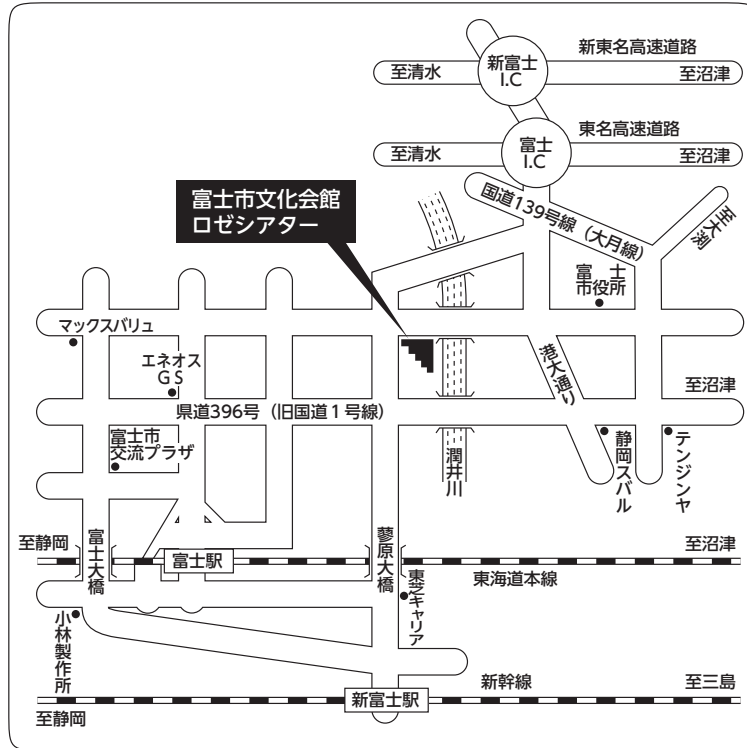 新東名高速道路
新富士
I.C
至清水
至沼津
東名高速道路
富士
I.C
至清水
至沼津
富士市文化会館
ロゼシアター
国道139号線（大月線）
至大渕
富士
市役所
マックスバリュ
エネオス
GS
港大通り
至沼津
県道396号（旧国道1号線）
富士市
交流プラザ
潤井川
静岡スバル
テンジンヤ
至静岡
富士大橋
富士駅
蓼原大橋
至沼津
東海道本線
東芝キャリア
小林製作所
新幹線
至三島
新富士駅
至静岡